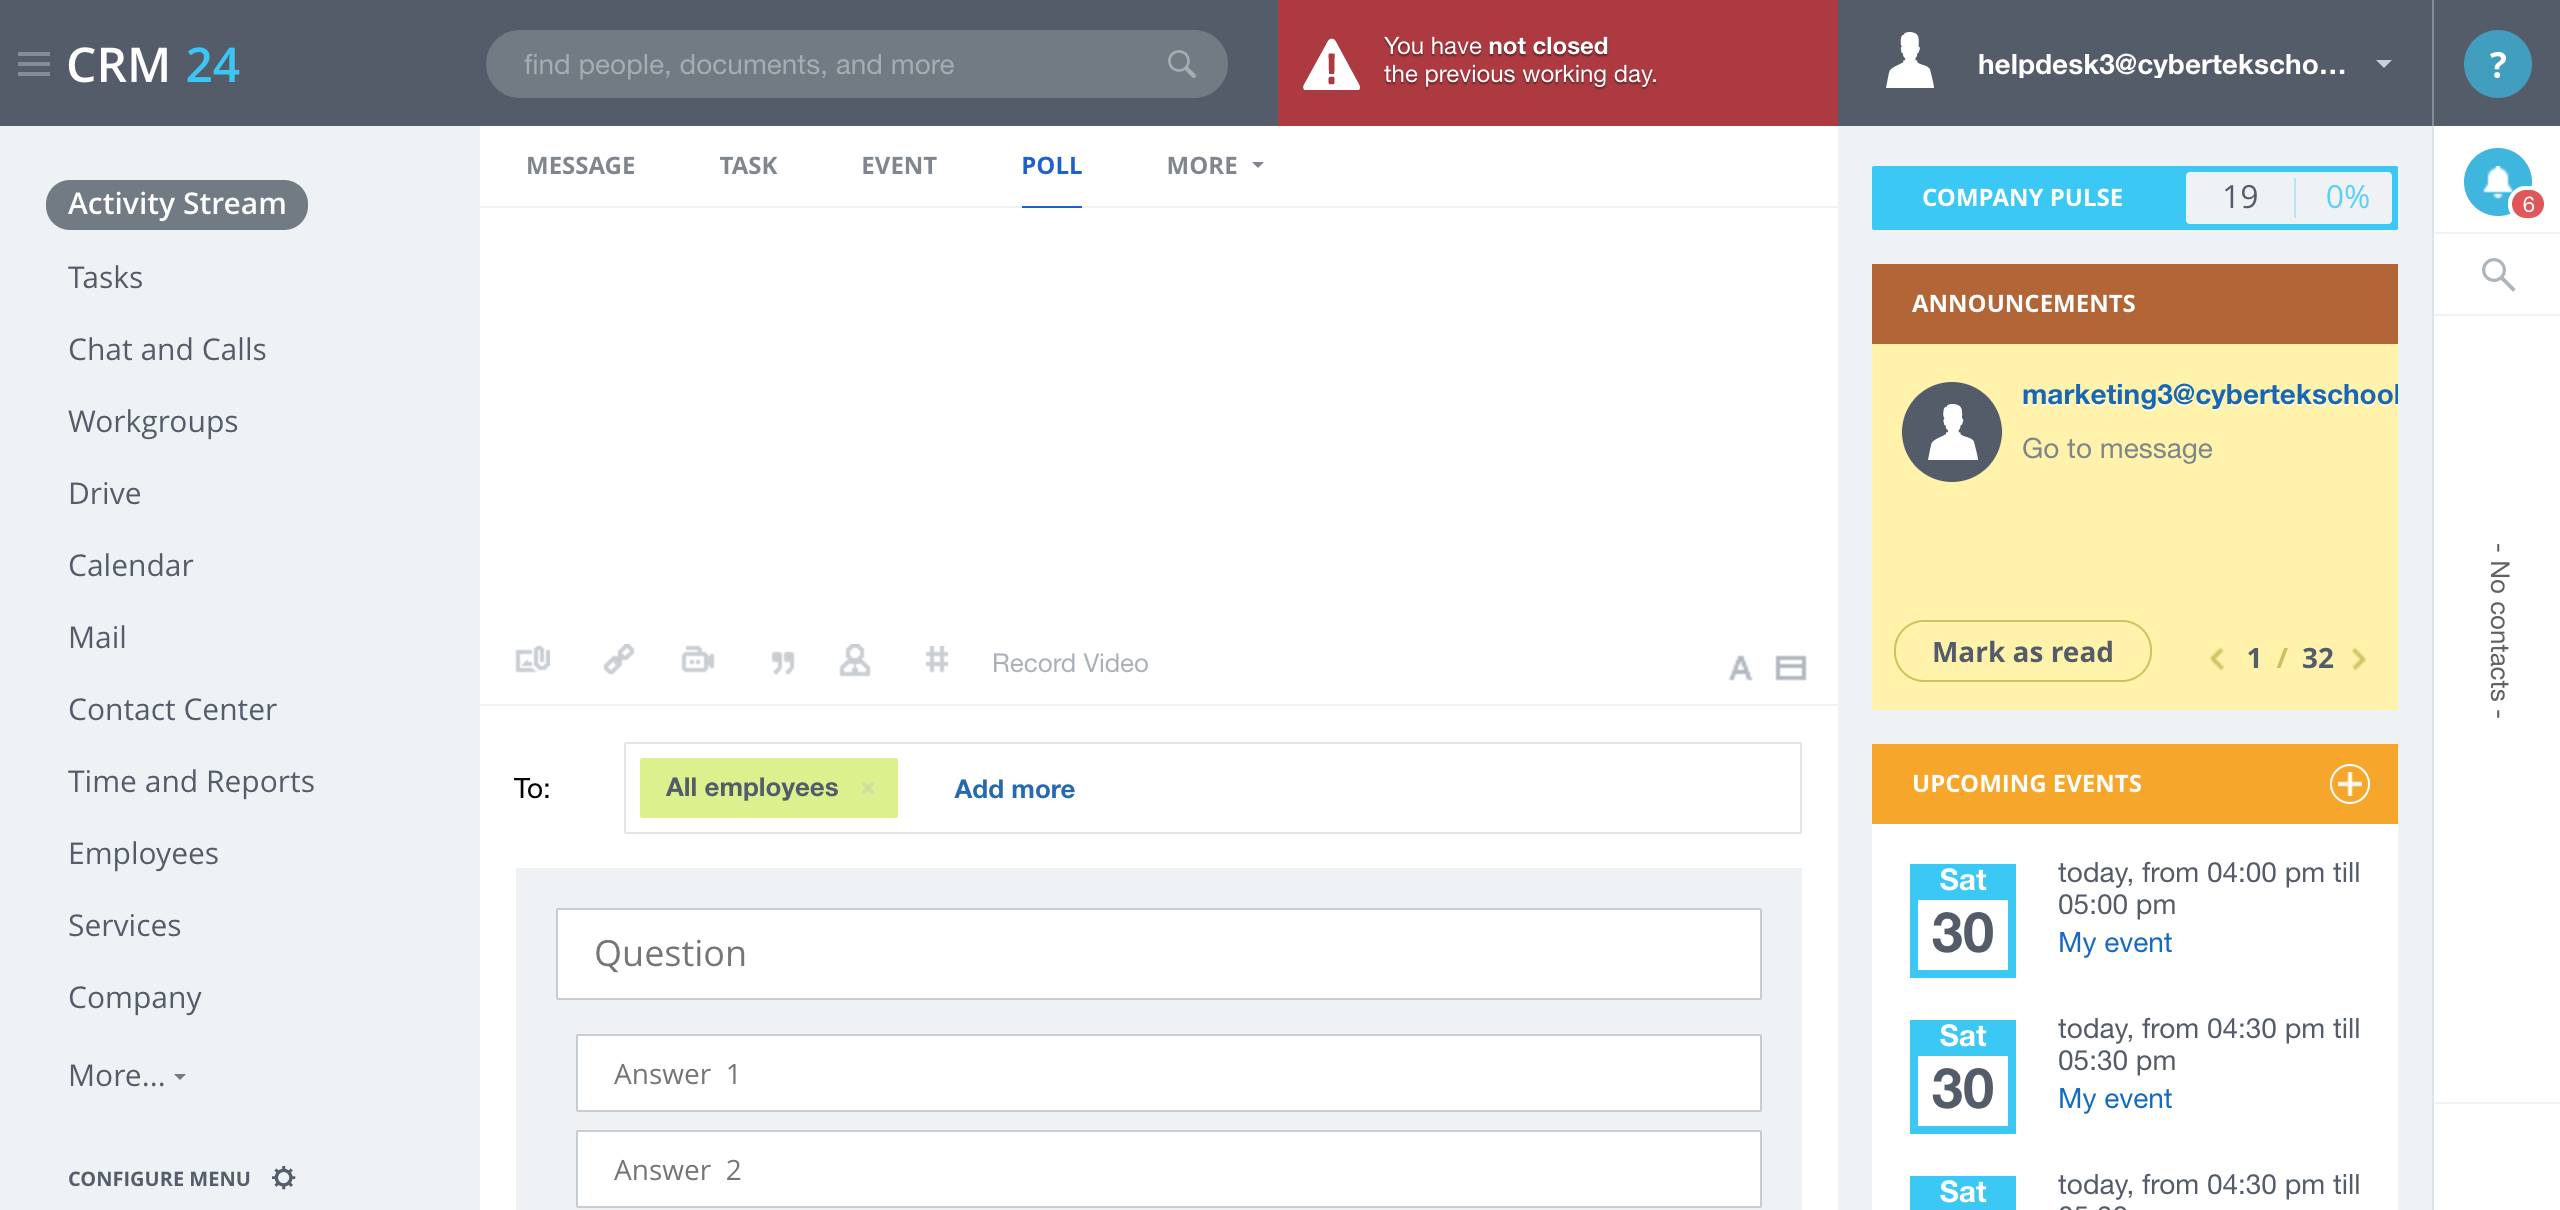 CRM 24
find people, documents, and more
You have not closed
the previous working day.
helpdesk3@cybertekscho...
?
Activity Stream
Tasks
Chat and Calls
Workgroups
Drive
Calendar
Mail
Contact Center
Time and Reports
Employees
Services
Company
More...
CONFIGURE MENU
MESSAGE
TASK
EVENT
POLL
MORE
Record Video
A
To:
All employees ×
Add more
Question
Answer 1
Answer 2
COMPANY PULSE
19
0%
ANNOUNCEMENTS
marketing3@cybertekschool
Go to message
Mark as read
1 / 32
UPCOMING EVENTS
Sat
30
today, from 04:00 pm till
05:00 pm
My event
Sat
30
today, from 04:30 pm till
05:30 pm
My event
Sat
today, from 04:30 pm till
6
- No contacts -